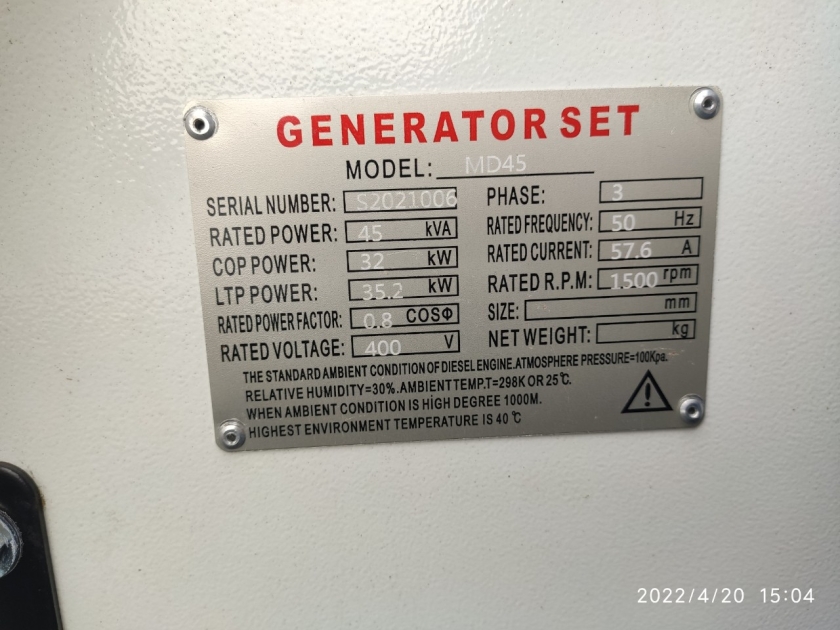 GENERATOR SET
MODEL: MD45
SERIAL NUMBER: S2021006
RATED POWER: 45 kVA
COP POWER: 32 kW
LTP POWER: 35.2 kW
RATED POWER FACTOR: 0.8 COSΦ
RATED VOLTAGE: 400 V
PHASE: 3
RATED FREQUENCY: 50 Hz
RATED CURRENT: 57.6 A
RATED R.P.M: 1500 rpm
SIZE: mm
NET WEIGHT: kg
THE STANDARD AMBIENT CONDITION OF DIESEL ENGINE.ATMOSPHERE PRESSURE=100Kpa.
RELATIVE HUMIDITY=30%.AMBIENT TEMP.T=298K OR 25℃.
WHEN AMBIENT CONDITION IS HiGH DEGREE 1000M.
HIGHEST ENVIRONMENT TEMPERATURE IS 40℃
2022/4/20 15:04